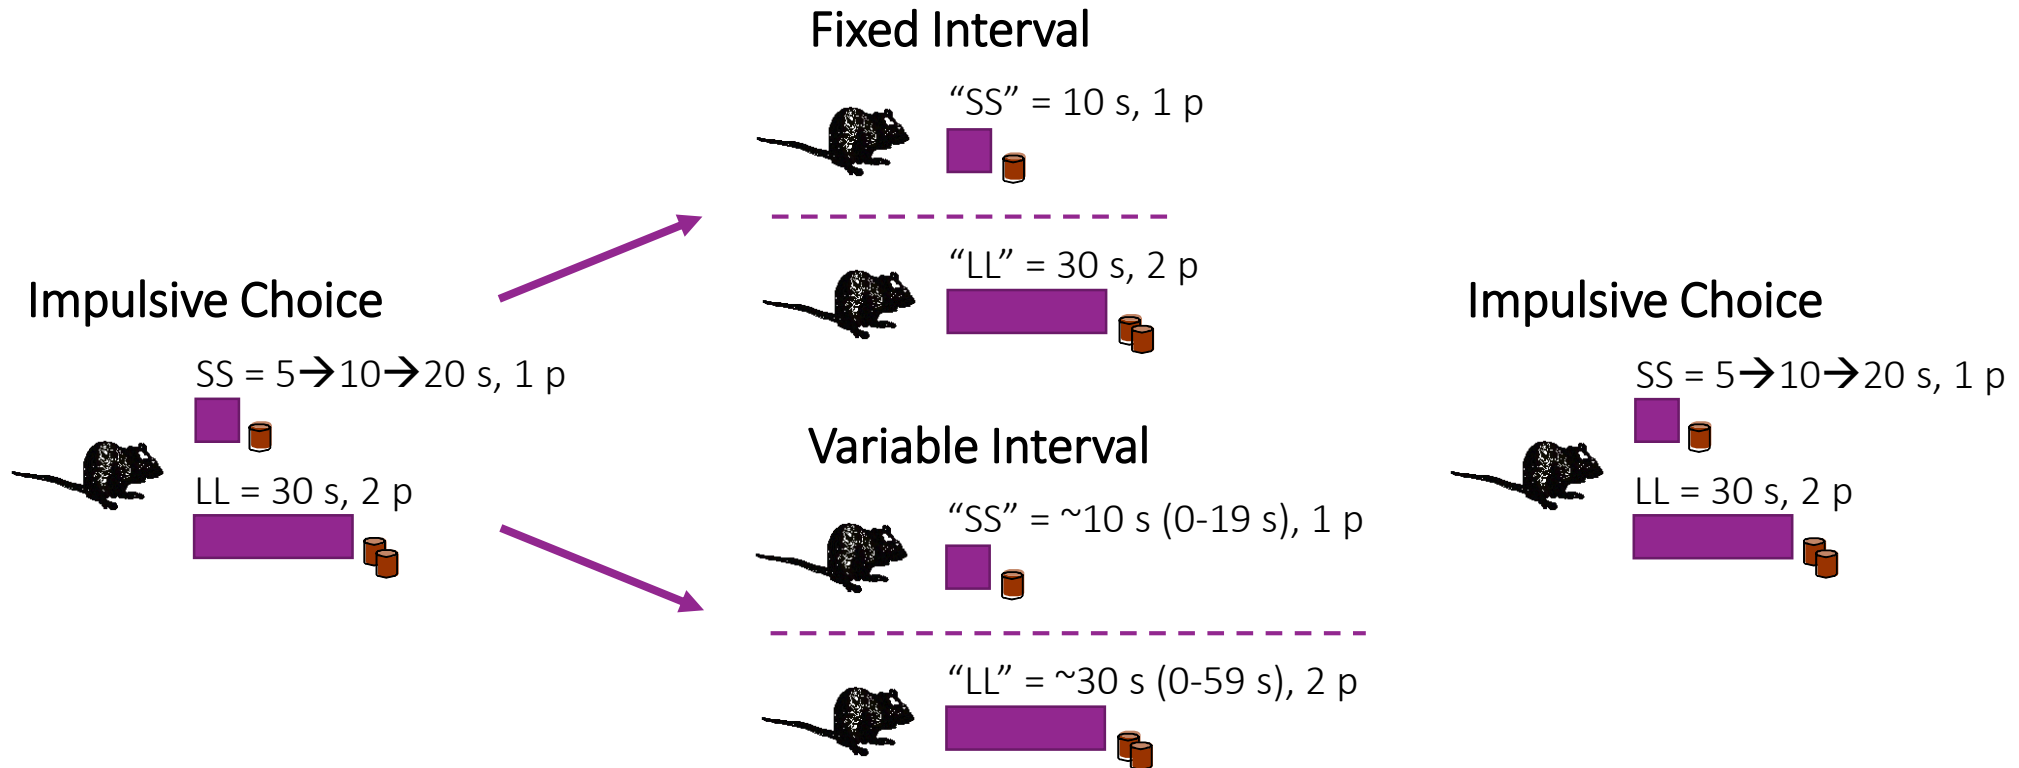 Impulsive Choice
SS = 5→10→20 s, 1 p
LL = 30 s, 2 p
Fixed Interval
“SS” = 10 s, 1 p
“LL” = 30 s, 2 p
Variable Interval
“SS” = ~10 s (0-19 s), 1 p
“LL” = ~30 s (0-59 s), 2 p
Impulsive Choice
SS = 5→10→20 s, 1 p
LL = 30 s, 2 p